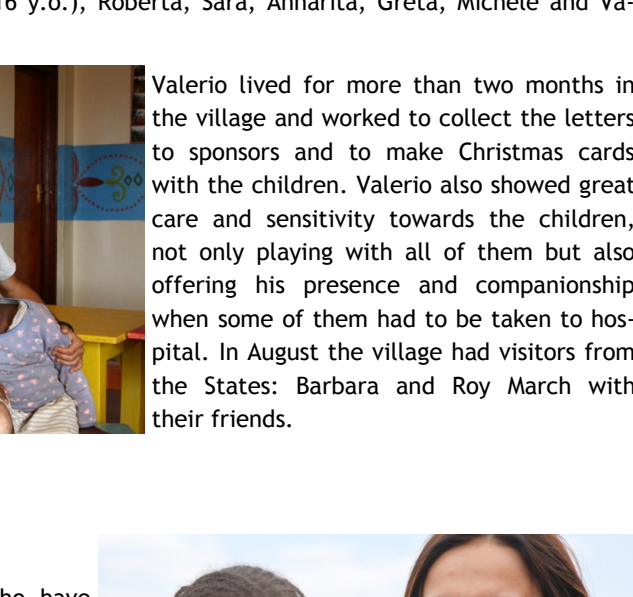 16 y.o.), Roberta, Sara, Annarita, Greta, Michele and Va-
Valerio lived for more than two months in
the village and worked to collect the letters
to sponsors and to make Christmas cards
with the children. Valerio also showed great
care and sensitivity towards the children,
not only playing with all of them but also
offering his presence and companionship
when some of them had to be taken to hos-
pital. In August the village had visitors from
the States: Barbara and Roy March with
their friends.
have